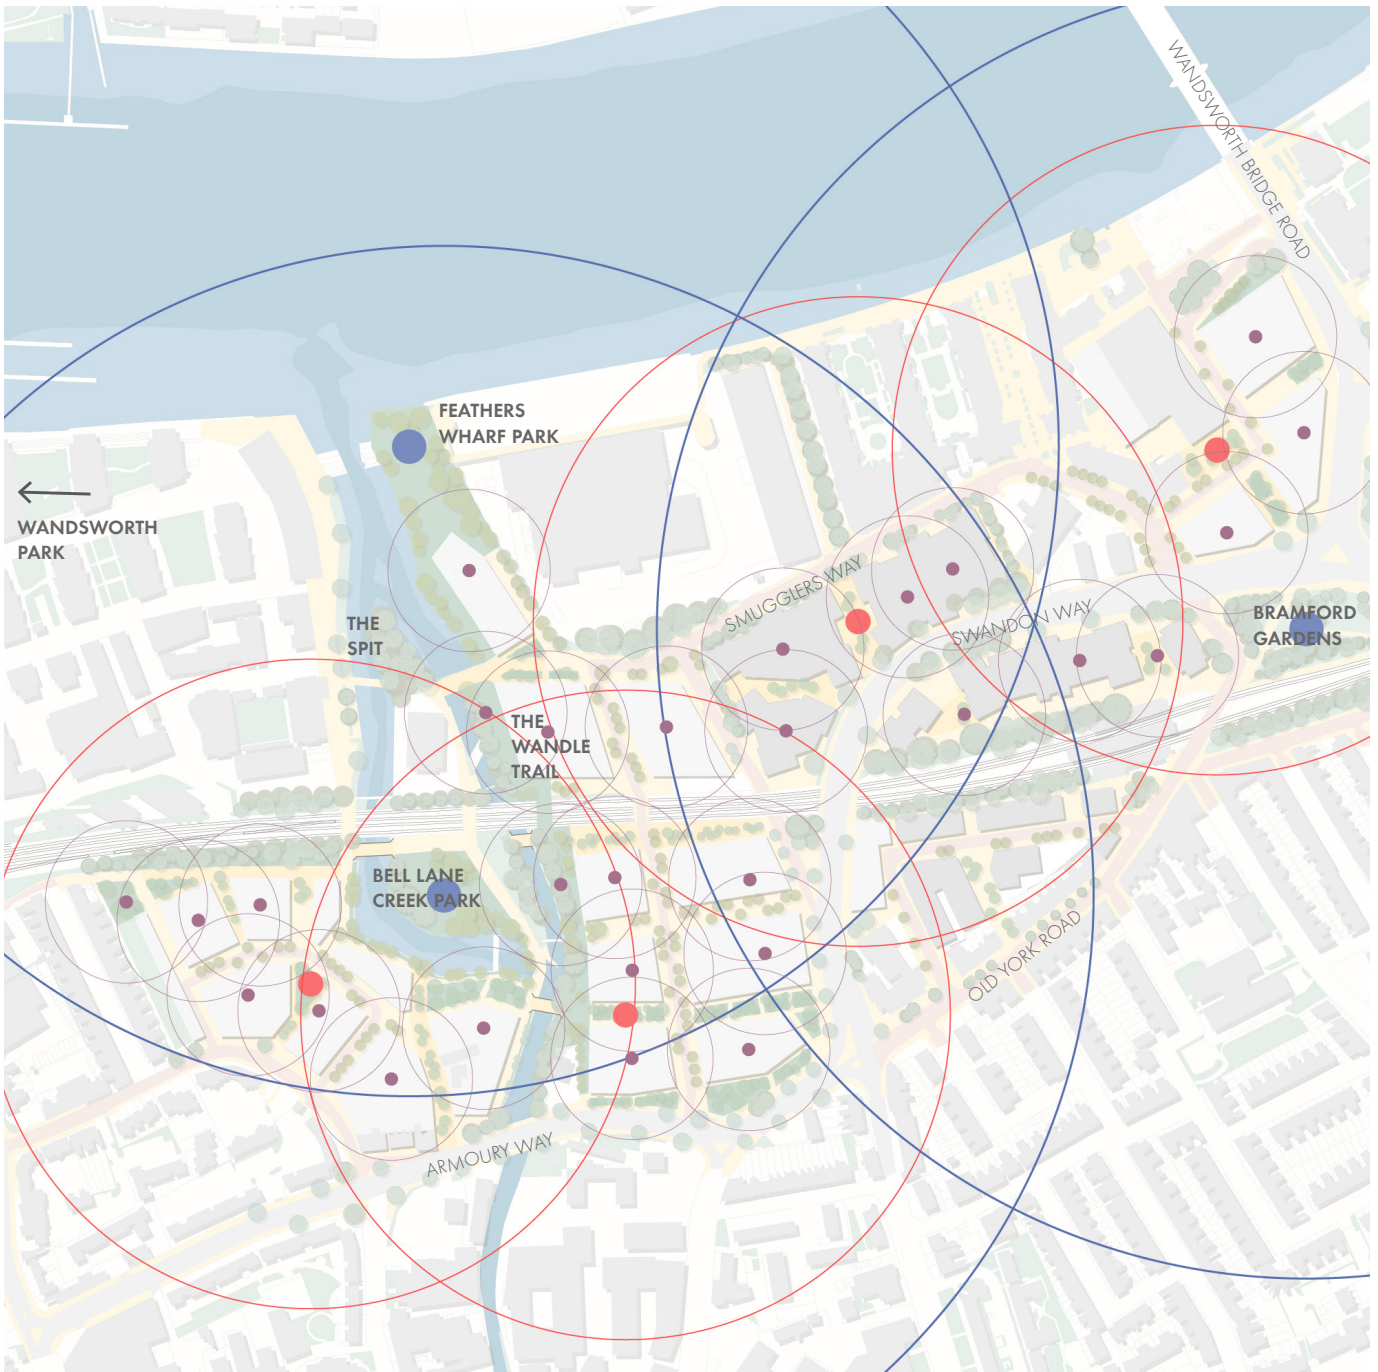 WANDSWORTH BRIDGE ROAD
FEATHERS
WHARF PARK
WANDSWORTH
PARK
SMUGGLERS WAY
SWANDON WAY
BRAMFORD
GARDENS
THE
SPIT
THE
WANDLE
TRAIL
BELL LANE
CREEK PARK
OLD YORK ROAD
ARMOURY WAY